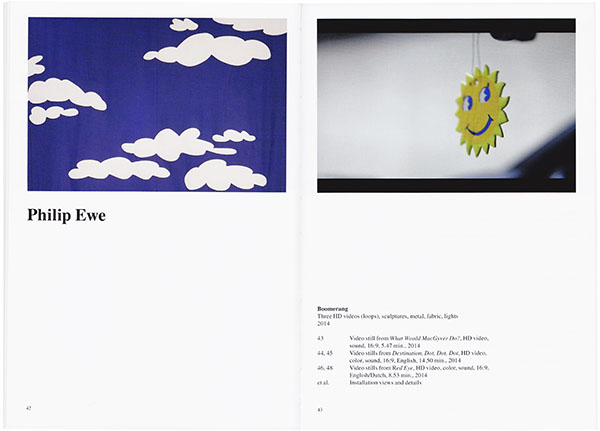 Philip Ewe
Boomerang
Three HD videos (loops), sculptures, metal, fabric, lights
2014
43 Video still from What Would MacGyver Do?, HD video,
sound, 16:9, 5.47 min., 2014
44, 45 Video stills from Destination, Dot, Dot, Dot, HD video,
color, sound, 16:9, English, 14.50 min., 2014
46, 48 Video stills from Red Eye, HD video, color, sound, 16:9,
English/Dutch, 8.53 min., 2014
et al. Installation views and details
42
43